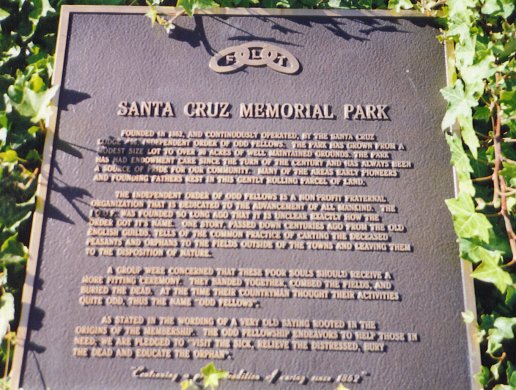 F L T
SANTA CRUZ MEMORIAL PARK
FOUNDED IN 1862, AND CONTINUOUSLY OPERATED, BY THE SANTA CRUZ
LODGE INDEPENDENT ORDER OF ODD FELLOWS. THE PARK HAS GROWN FROM A
MODEST SIZE LOT TO OVER ACRES OF WELL MAINTAINED GROUNDS. THE PARK
HAS HAD ENDOWMENT CARE SINCE THE TURN OF THE CENTURY AND HAS ALWAYS BEEN
A SOURCE OF PRIDE FOR OUR COMMUNITY. MANY OF THE AREAS EARLY PIONEERS
AND FOUNDING FATHERS REST IN THIS GENTLY ROLLING PARCEL OF LAND.
THE INDEPENDENT ORDER OF ODD FELLOWS IS A NON PROFIT FRATERNAL
ORGANIZATION THAT IS DEDICATED TO THE ADVANCEMENT OF ALL MANKIND. THE
I.O.O.F. WAS FOUNDED SO LONG AGO THAT IT IS UNCLEAR EXACTLY HOW THE
ORDER GOT ITS NAME. ONE STORY, PASSED DOWN CENTURIES AGO FROM THE OLD
ENGLISH GUILD, TELLS OF THE COMMON PRACTICE OF CARTING THE DECEASED
PEASANTS AND ORPHANS TO THE FIELDS OUTSIDE OF THE TOWNS AND LEAVING THEM
TO THE DISPOSITION OF NATURE.
A GROUP WERE CONCERNED THAT THESE POOR SOULS SHOULD RECEIVE A
MORE FITTING CEREMONY. THEY BANDED TOGETHER, COMBED THE FIELDS, AND
BURIED THE DEAD. AT THE TIME THEIR COUNTRYMAN THOUGHT THEIR ACTIVITIES
QUITE ODD, THUS THE NAME "ODD FELLOWS".
AS STATED IN THE WORDING OF A VERY OLD SAYING ROOTED IN THE
ORIGINS OF THE MEMBERSHIP. THE ODD FELLOWSHIP ENDEAVORS TO HELP THOSE IN
NEED, WE ARE PLEDGED TO "VISIT THE SICK, RELIEVE THE DISTRESSED, BURY
THE DEAD AND EDUCATE THE ORPHAN".
"Continuing a tradition of caring since 1862"